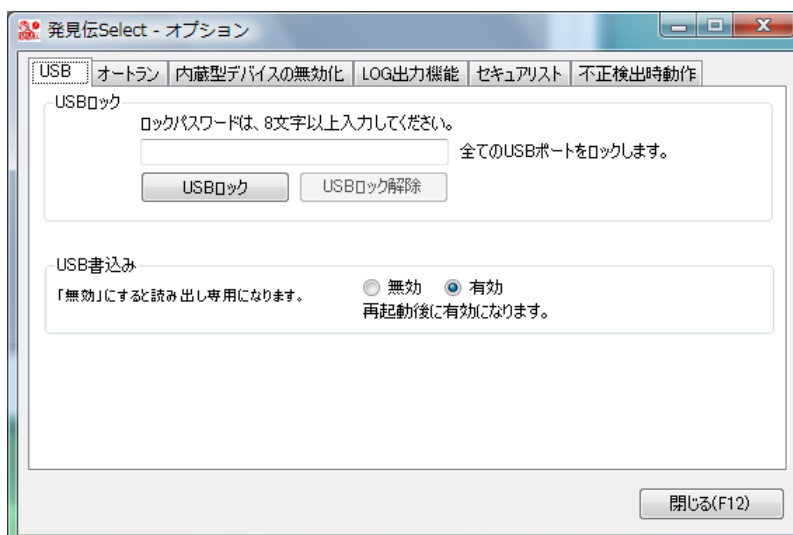 発見伝Select - オプション
USB オートラン 内蔵型デバイスの無効化 LOG出力機能 セキュアリスト 不正検出時動作
USBロック
ロックパスワードは、8文字以上入力してください。
全てのUSBポートをロックします。
USBロック USBロック解除
USB書込み
「無効」にすると読み出し専用になります。 無効 有効
再起動後に有効になります。
閉じる(F12)